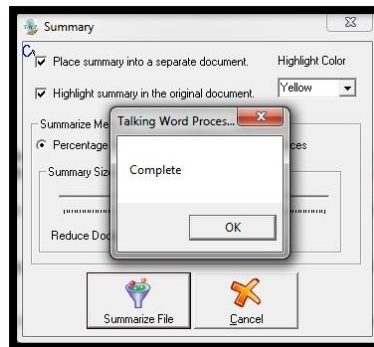 Summary
Place summary into a separate document.
Highlight Color
Highlight summary in the original document.
Yellow
Talking Word Proces...
Summarize Me
Percentage
ces
Summary Siz
Complete
Reduce Doc
OK
Summarize File
Cancel